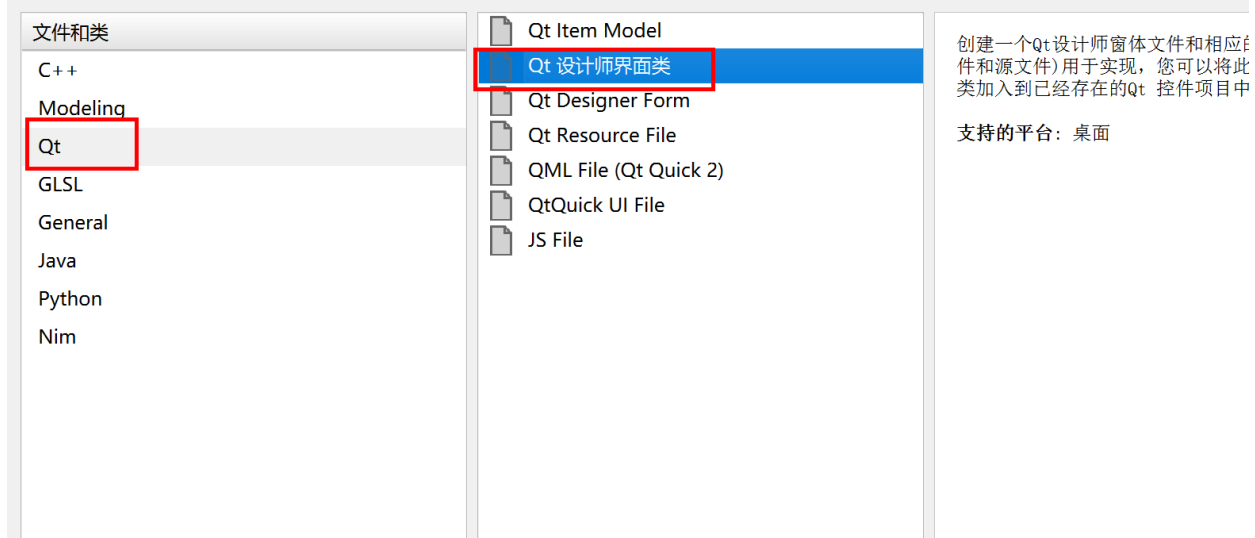 文件和类
C++
Modeling
Qt
GLSL
General
Java
Python
Nim
Qt Item Model
Qt 设计师界面类
Qt Designer Form
Qt Resource File
QML File (Qt Quick 2)
QtQuick UI File
JS File
创建一个Qt设计师窗体文件和相应
件和源文件)用于实现，您可以将此
类加入到已经存在的Qt 控件项目中
支持的平台: 桌面